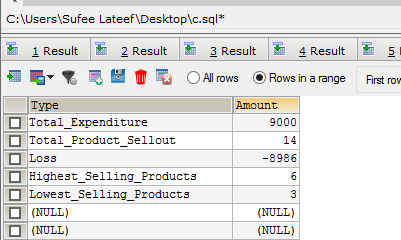 C:\Users\Sufee Lateef\Desktop\c.sql*
1 Result 2 Result 3 Result 4 Result 5
All rows Rows in a range First row
Type Amount
Total_Expenditure 9000
Total_Product_Sellout 14
Loss -8986
Highest_Selling_Products 6
Lowest_Selling_Products 3
(NULL) (NULL)
(NULL) (NULL)